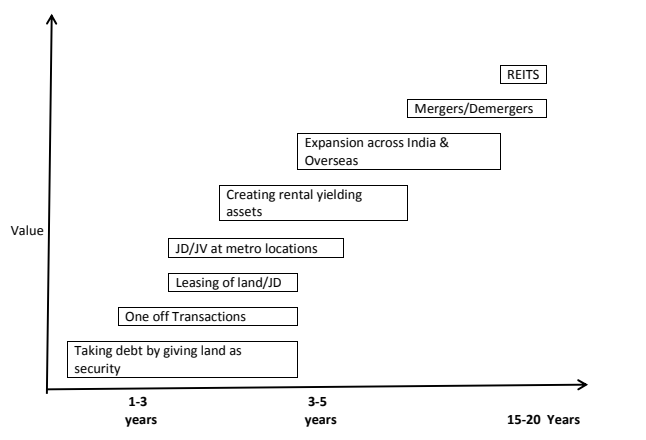 REITS
Mergers/Demergers
Expansion across India &
Overseas
Creating rental yielding
assets
Value
JD/JV at metro locations
Leasing of land/JD
One off Transactions
Taking debt by giving land as
security
1-3
years
3-5
years
15-20 Years